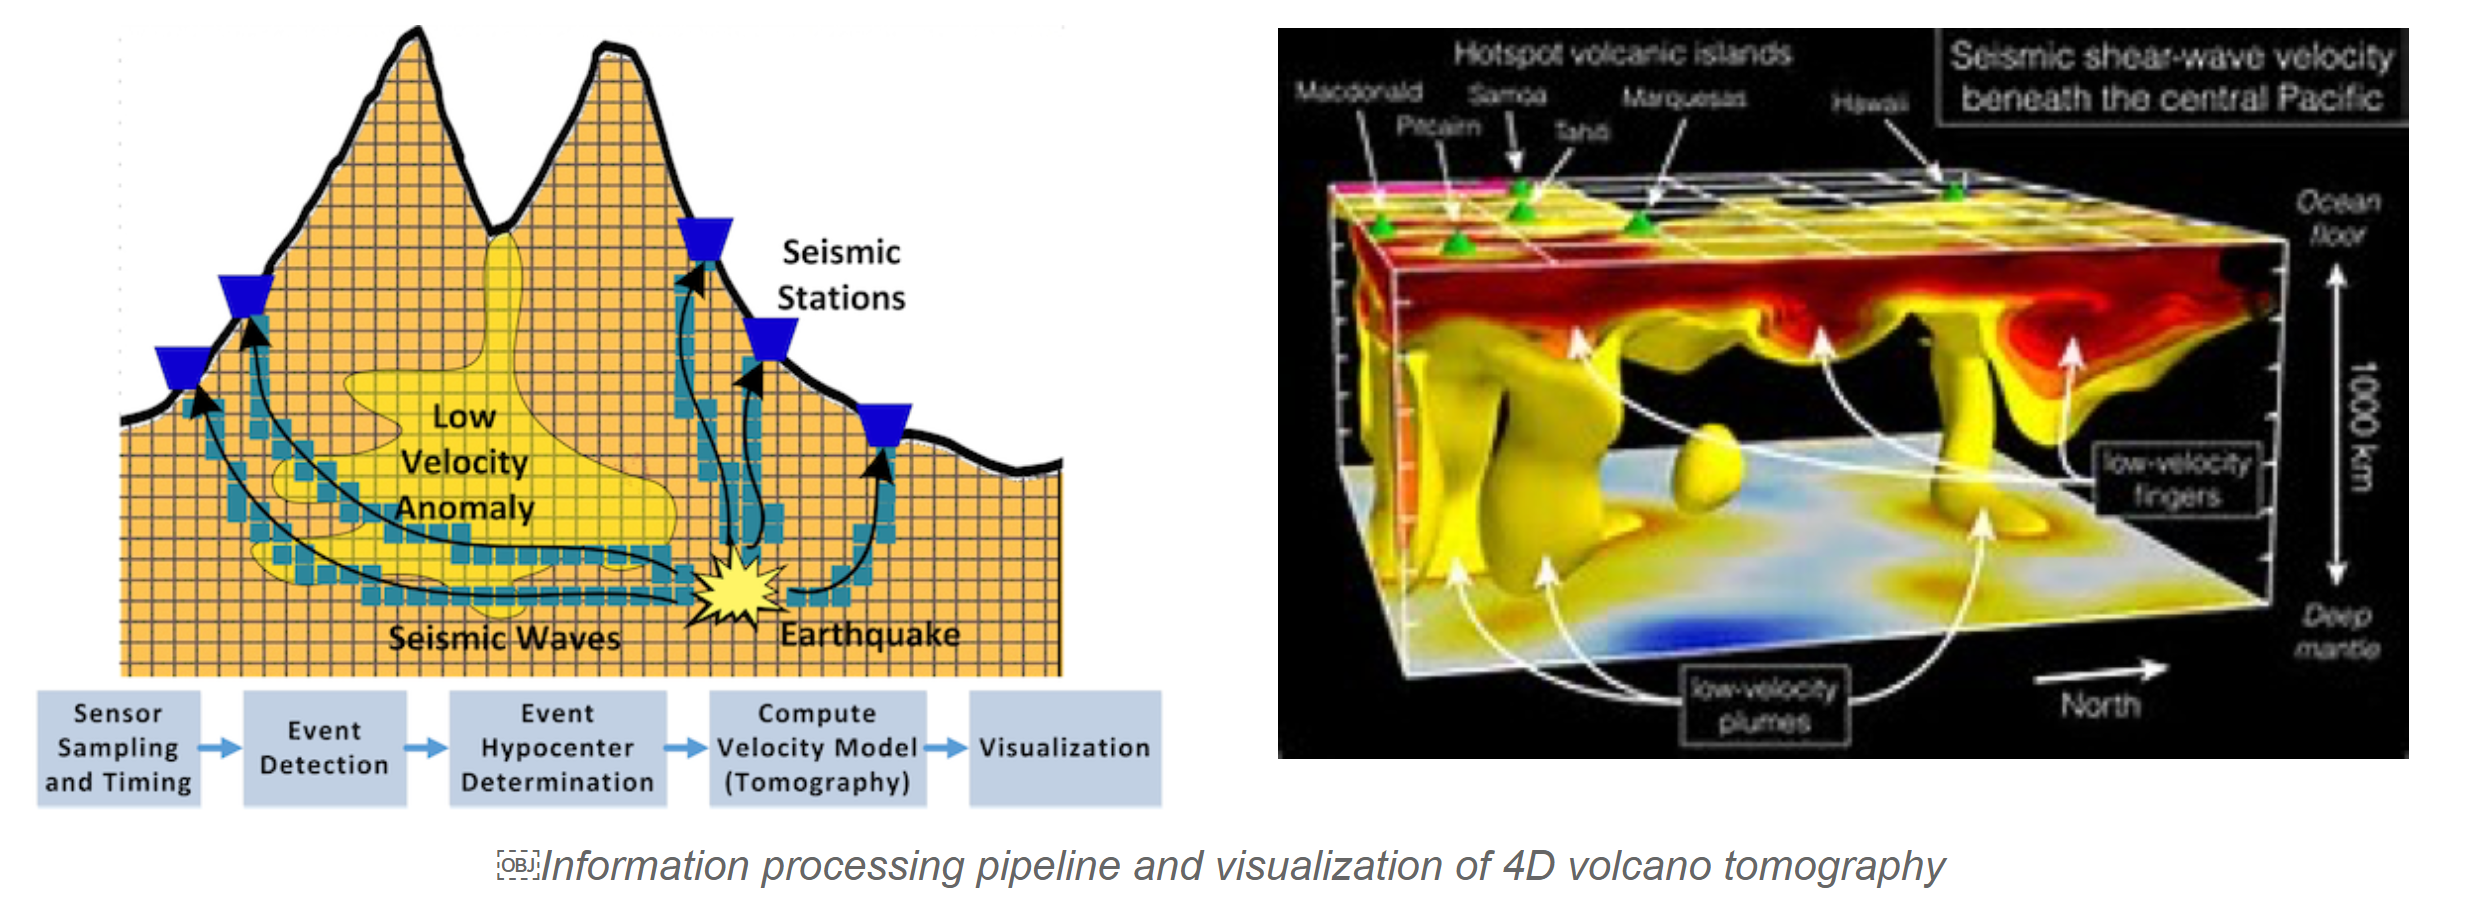 Seismic
Stations
Low
Velocity
Anomaly
Seismic Waves
Earthquake
Sensor
Sampling
and Timing
Event
Detection
Event
Hypocenter
Determination
Compute
Velocity Model
(Tomography)
Visualization
Hotspot volcanic islands
Macdonald
Samoa
Marquesas
Hawaii
Pitcairn
Tahiti
Seismic shear-wave velocity
beneath the central Pacific
Ocean
floor
1000 km
Deep
mantle
low-velocity
fingers
low-velocity
plumes
North
OBJ
Information processing pipeline and visualization of 4D volcano tomography